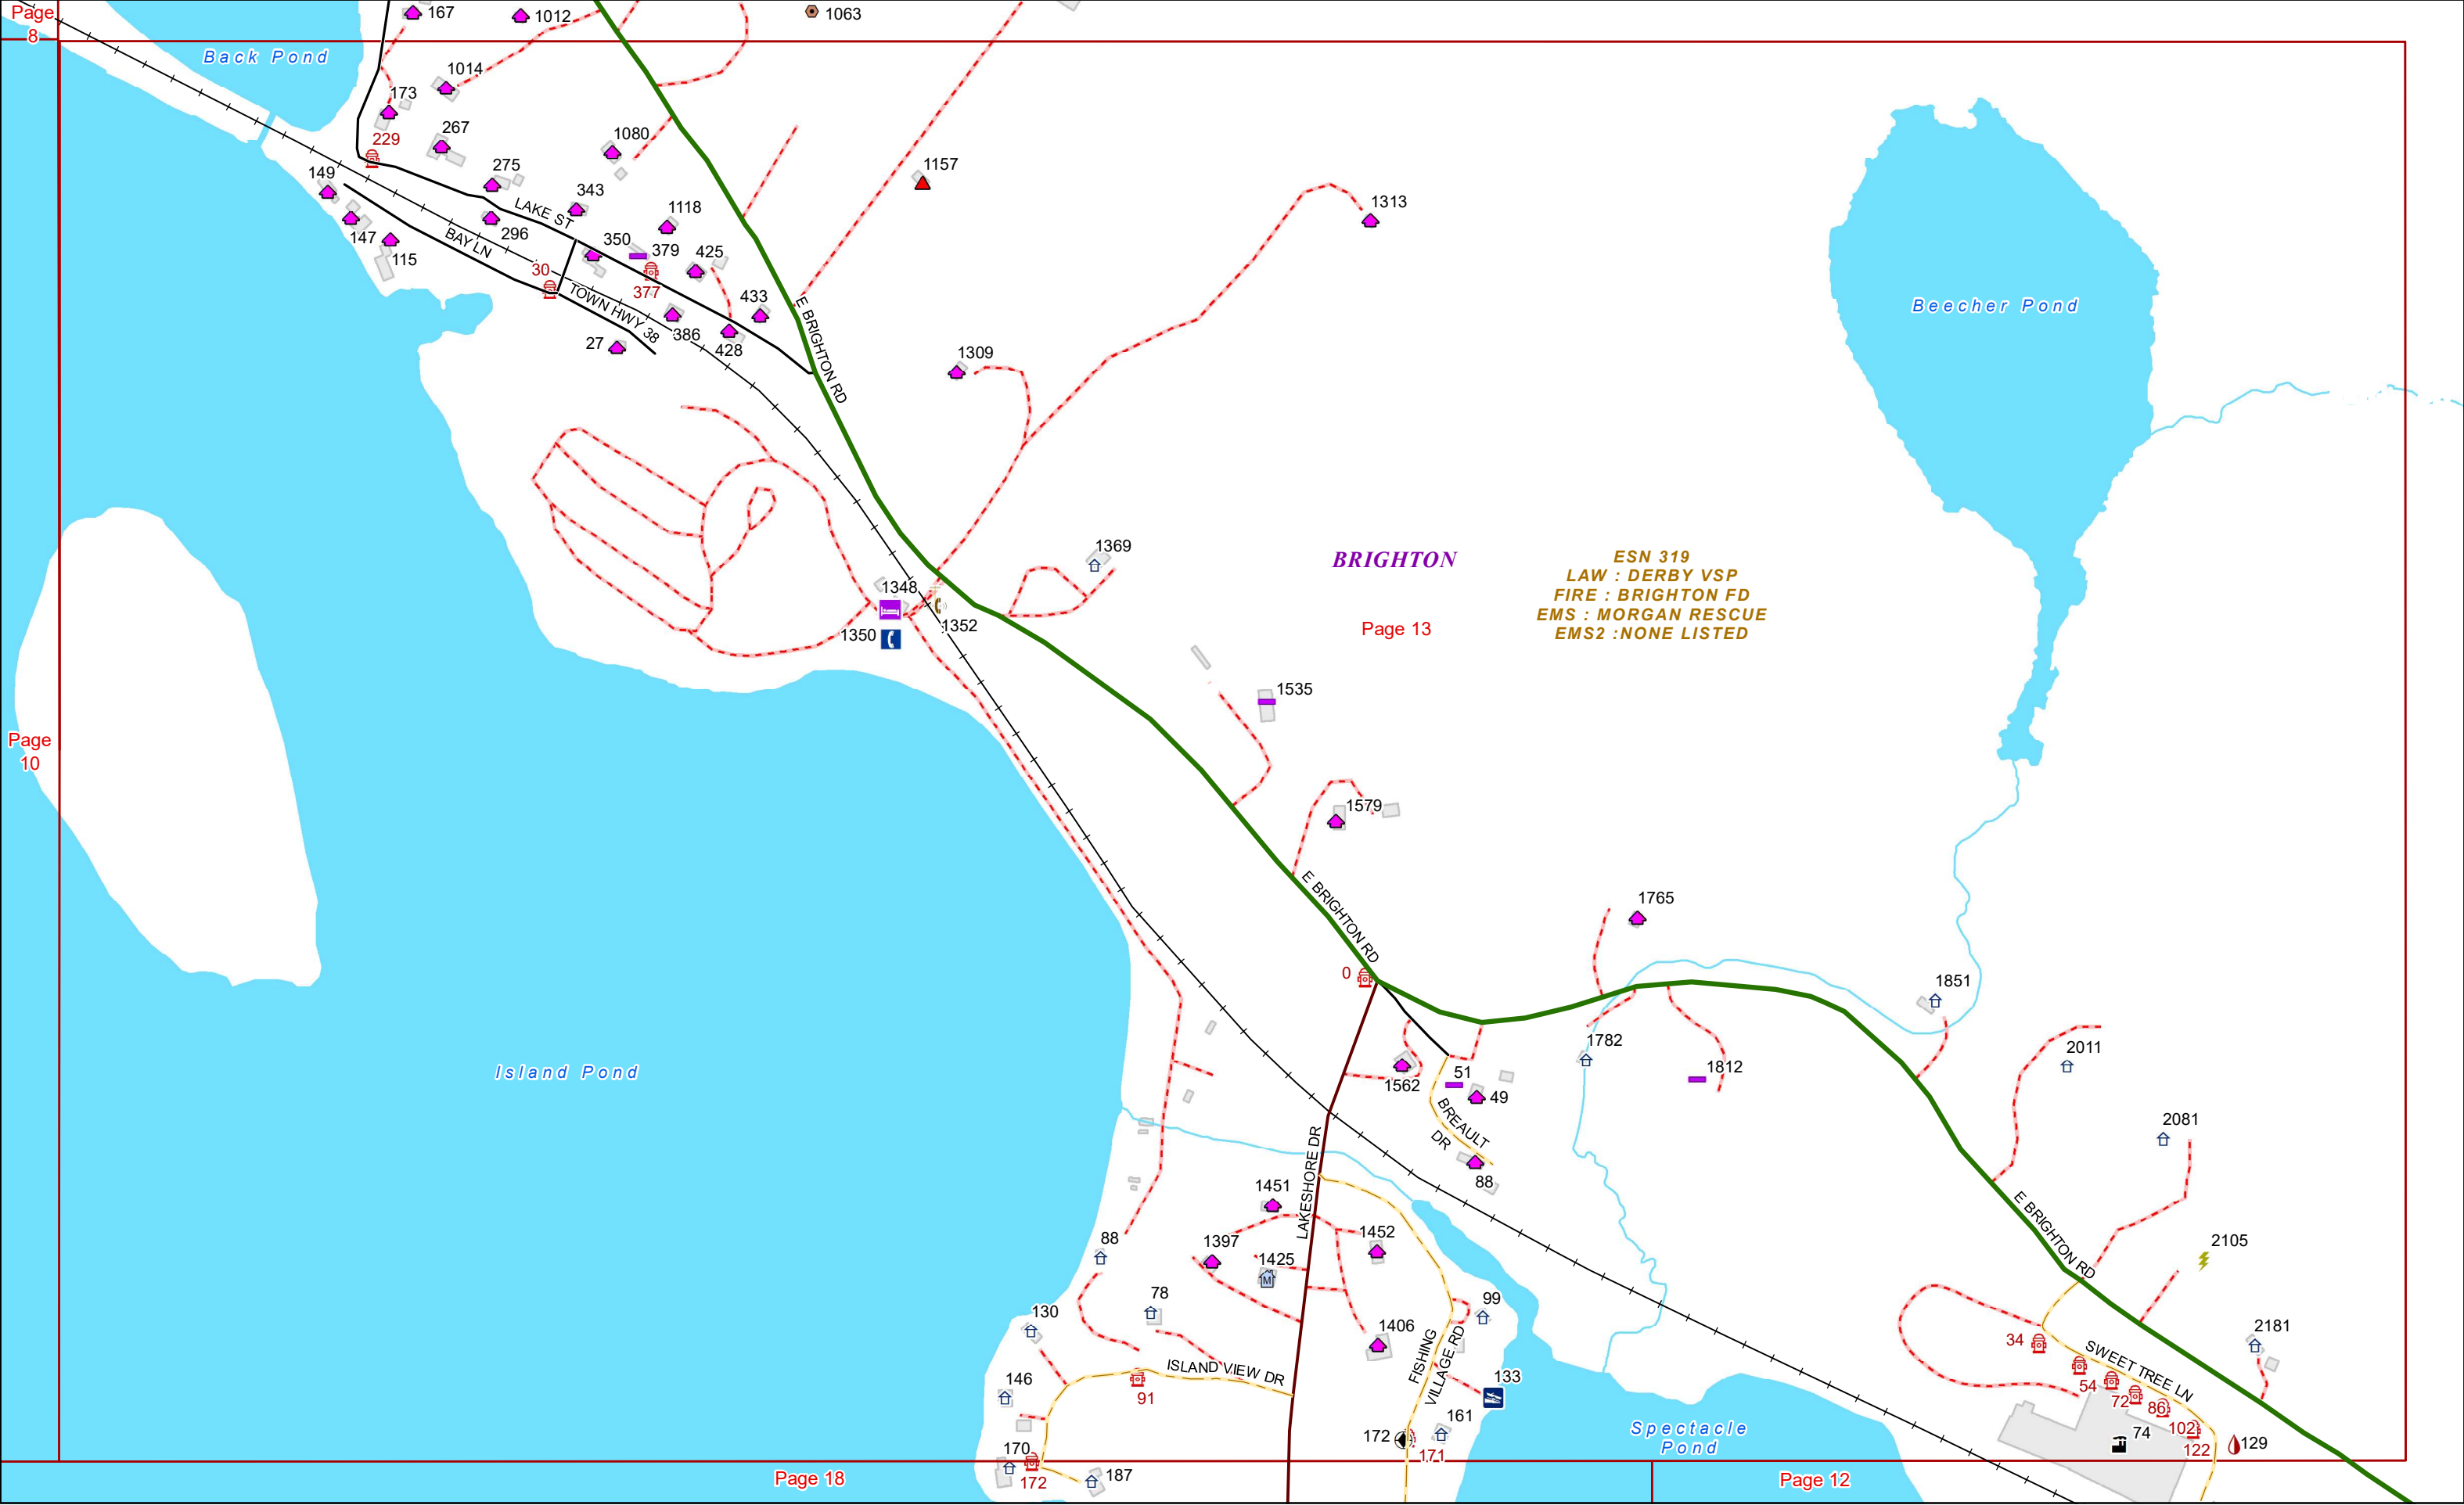 Page
8
167
1012
1063
Back Pond
1014
173
267
229
1080
1157
275
149
343
1313
LAKE ST
1118
296
147
BAY LN
350
379
425
115
30
377
TOWN HWY 38
433
E BRIGHTON RD
386
428
27
1309
Beecher Pond
1369
BRIGHTON
ESN 319
LAW : DERBY VSP
FIRE : BRIGHTON FD
EMS : MORGAN RESCUE
EMS2 :NONE LISTED
Page 13
1348
1350
1352
1535
Page
10
1579
E BRIGHTON RD
1765
0
1851
1782
2011
1812
Island Pond
1562
51
49
BREAULT
DR
88
2081
LAKESHORE DR
1451
1452
1397
1425
88
78
130
99
1406
E BRIGHTON RD
2105
2181
34
SWEET TREE LN
54
72
86
102
122
74
129
ISLAND VIEW DR
91
146
FISHING
VILLAGE RD
133
161
172
171
Spectacle
Pond
170
172
187
Page 18
Page 12